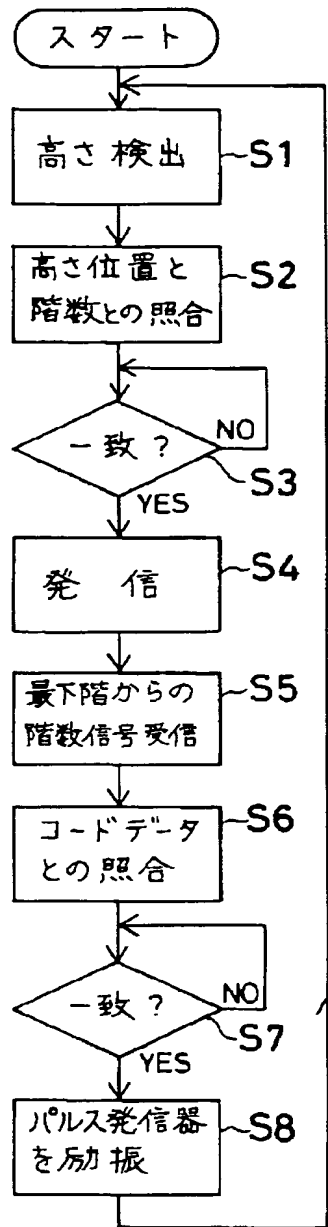 スタート
高さ検出
S1
高さ位置と
階数との照合
S2
一致?
NO
S3
YES
発信
S4
最下階からの
階数信号受信
S5
コードデータ
との照合
S6
一致?
NO
S7
YES
パルス発信器
を励振
S8